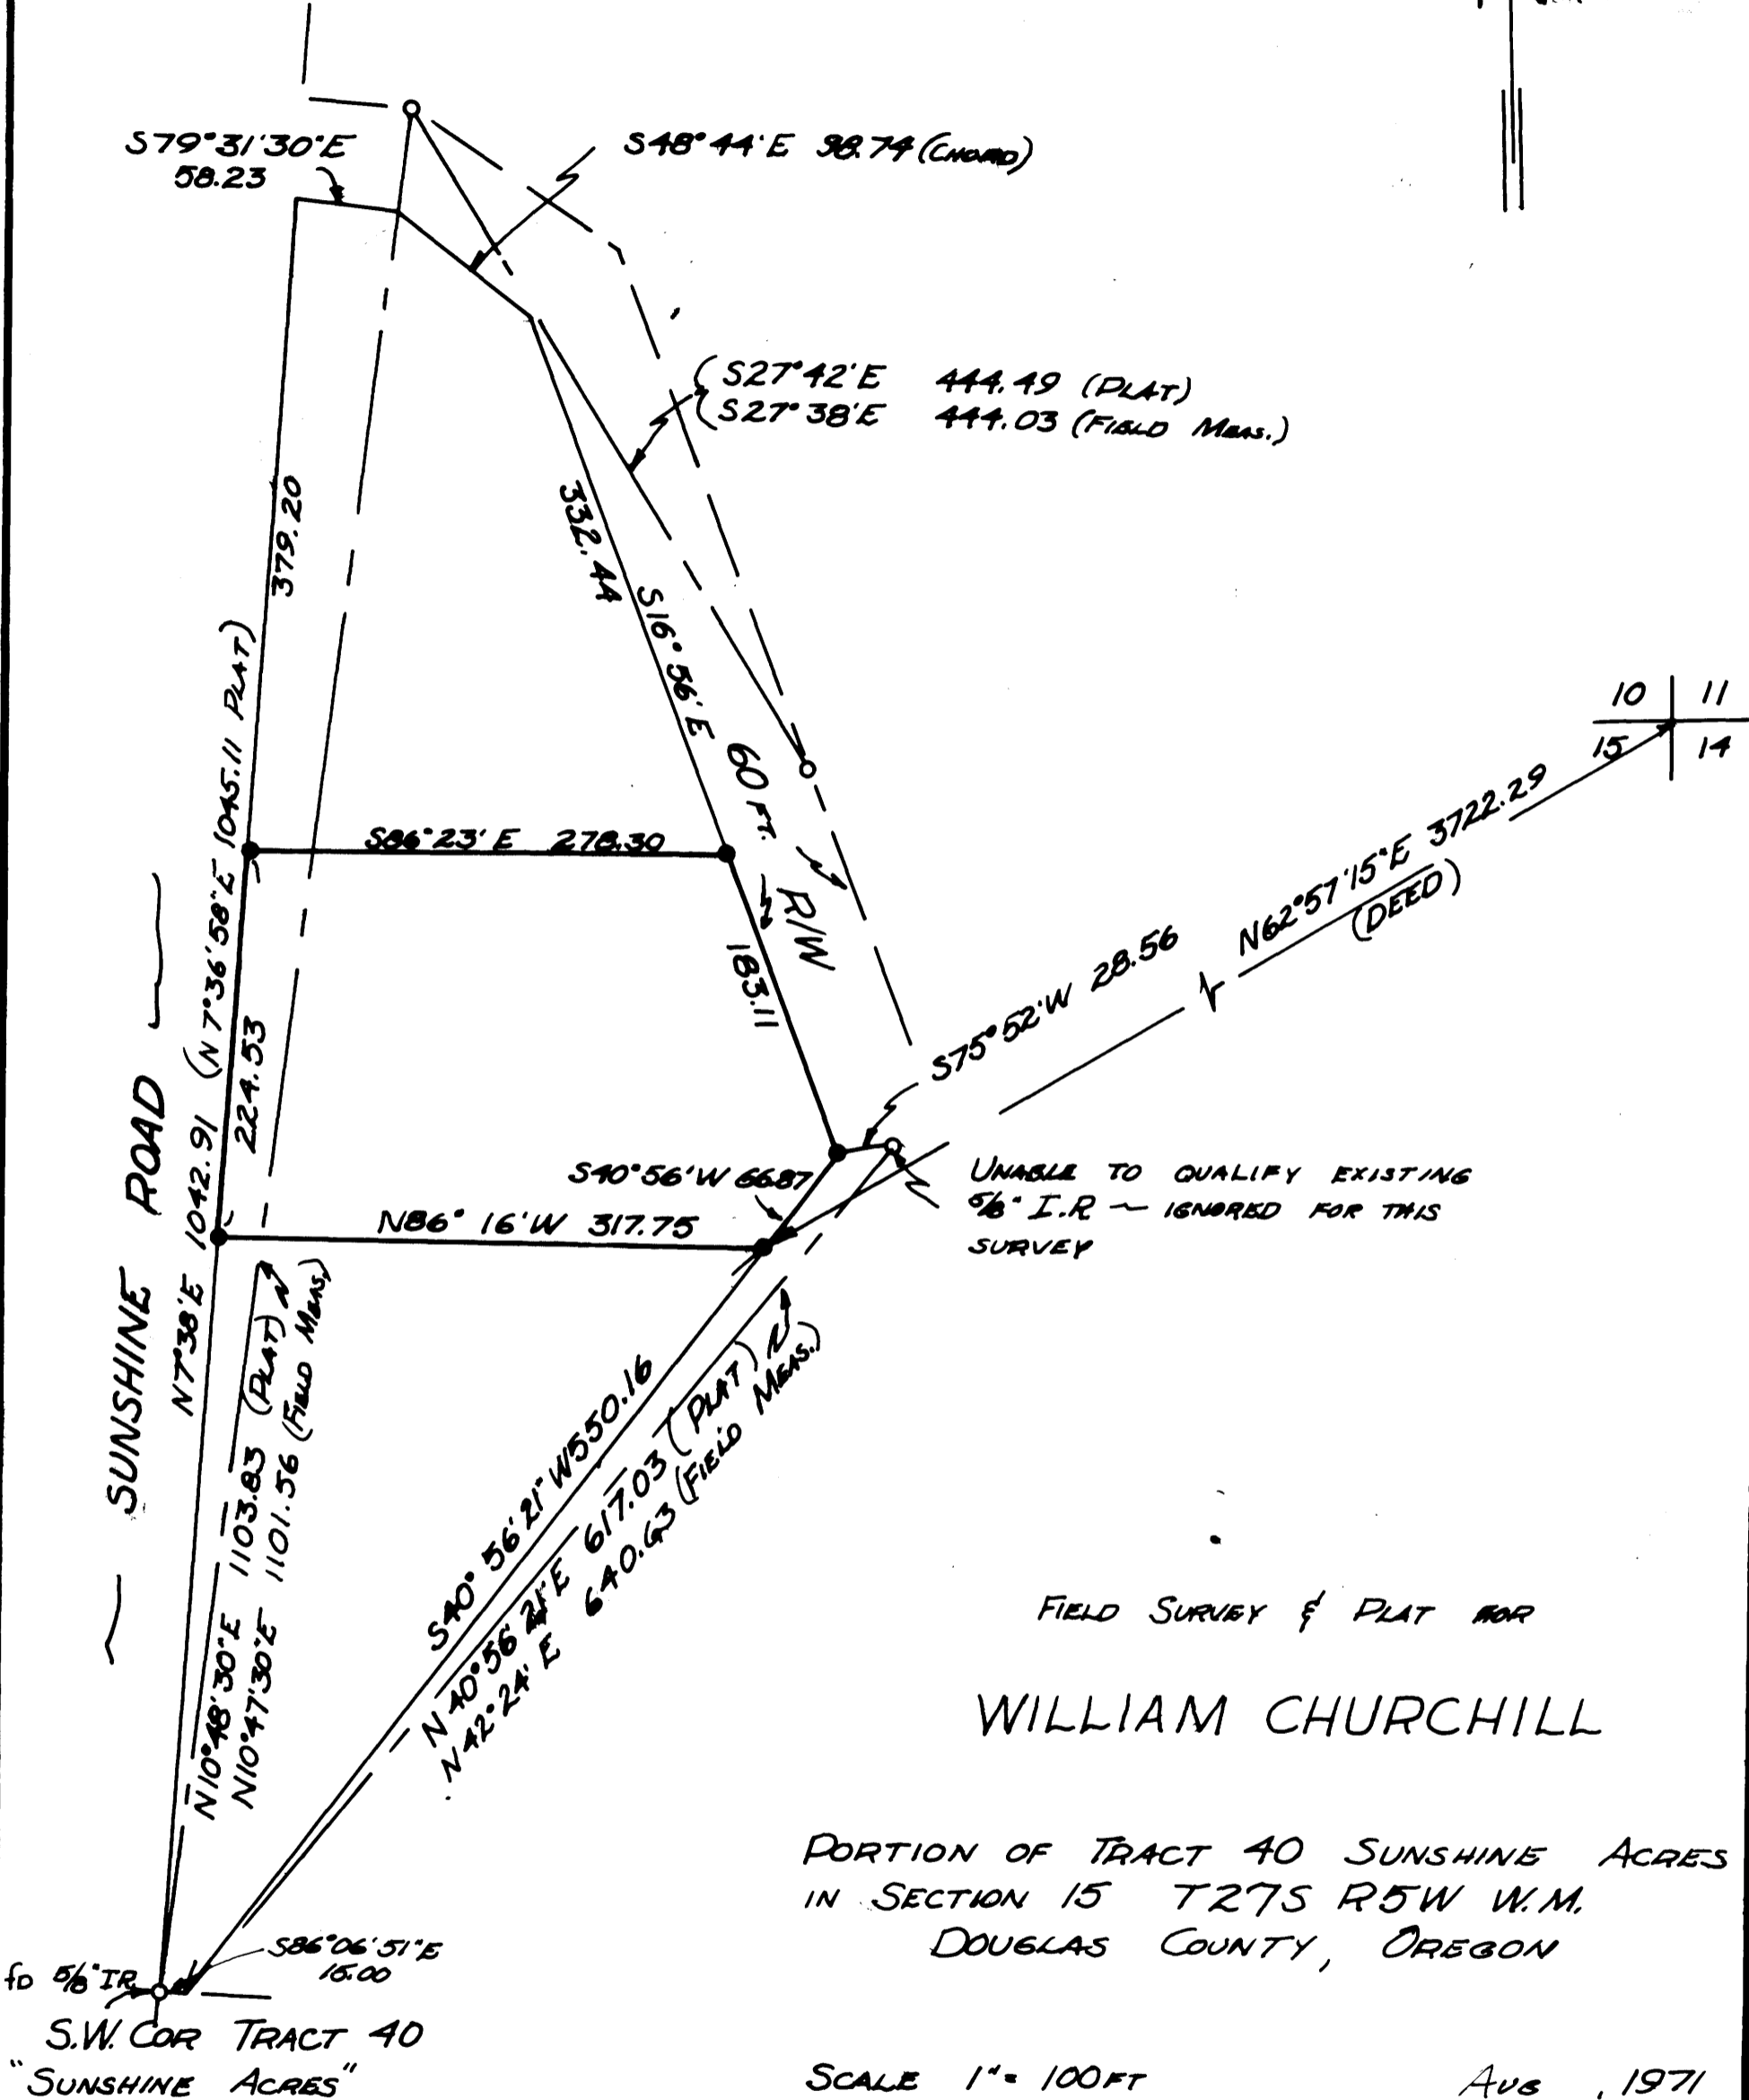 S79°31'30"E
58.23
S48°44'E 98.74 (CHORD)
S27°42'E 444.49 (PLAT)
S27°38'E 444.03 (FIELD MEAS.)
379.20
332.44
S16°56'E
60 FT.
R/W
10 11
15 14
S86°23'E 278.30
N62°57'15"E 3722.29
(DEED)
183.11
S75°52'W 28.56
224.53
N7°38'E 1042.91 (N7°36'58"E 1045.11 PLAT)
SUNSHINE ROAD
S40°56'W 66.87
N86°16'W 317.75
UNABLE TO QUALIFY EXISTING
5/8" I.R ~ IGNORED FOR THIS
SURVEY
N10°48'30"E 1103.83 (PLAT)
N10°47'30"E 1101.56 (FIELD MEAS.)
S40°56'21"W 550.16
N40°56'21"E 617.03 (PLAT)
N42°24'E 640.63 (FIELD MEAS.)
FIELD SURVEY & PLAT FOR
WILLIAM CHURCHILL
PORTION OF TRACT 40 SUNSHINE ACRES
IN SECTION 15 T27S R5W W.M.
DOUGLAS COUNTY, OREGON
S86°06'51"E
15.00
fD 5/8" IR
S.W. COR TRACT 40
"SUNSHINE ACRES"
SCALE 1" = 100 FT
AUG , 1971